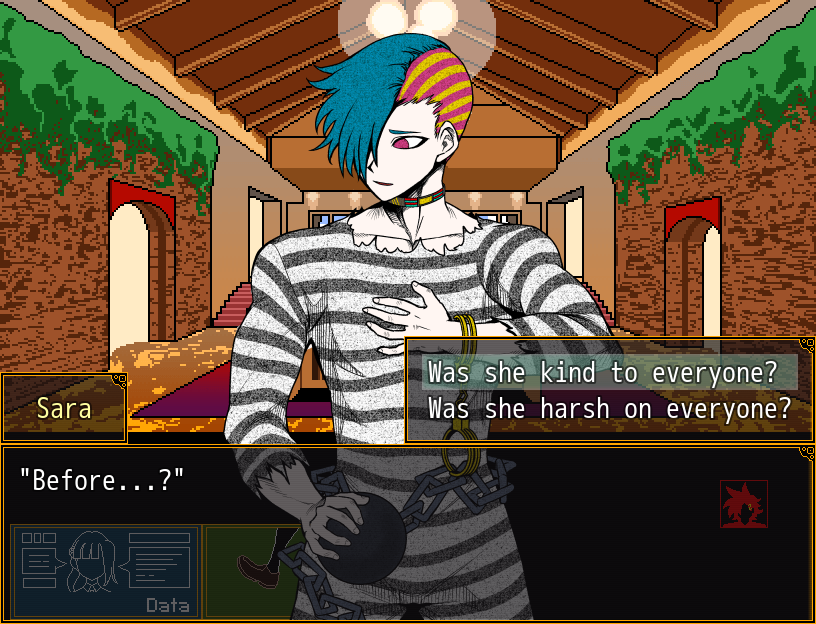 Was she kind to everyone?
Was she harsh on everyone?
Sara
"Before...?"
Data